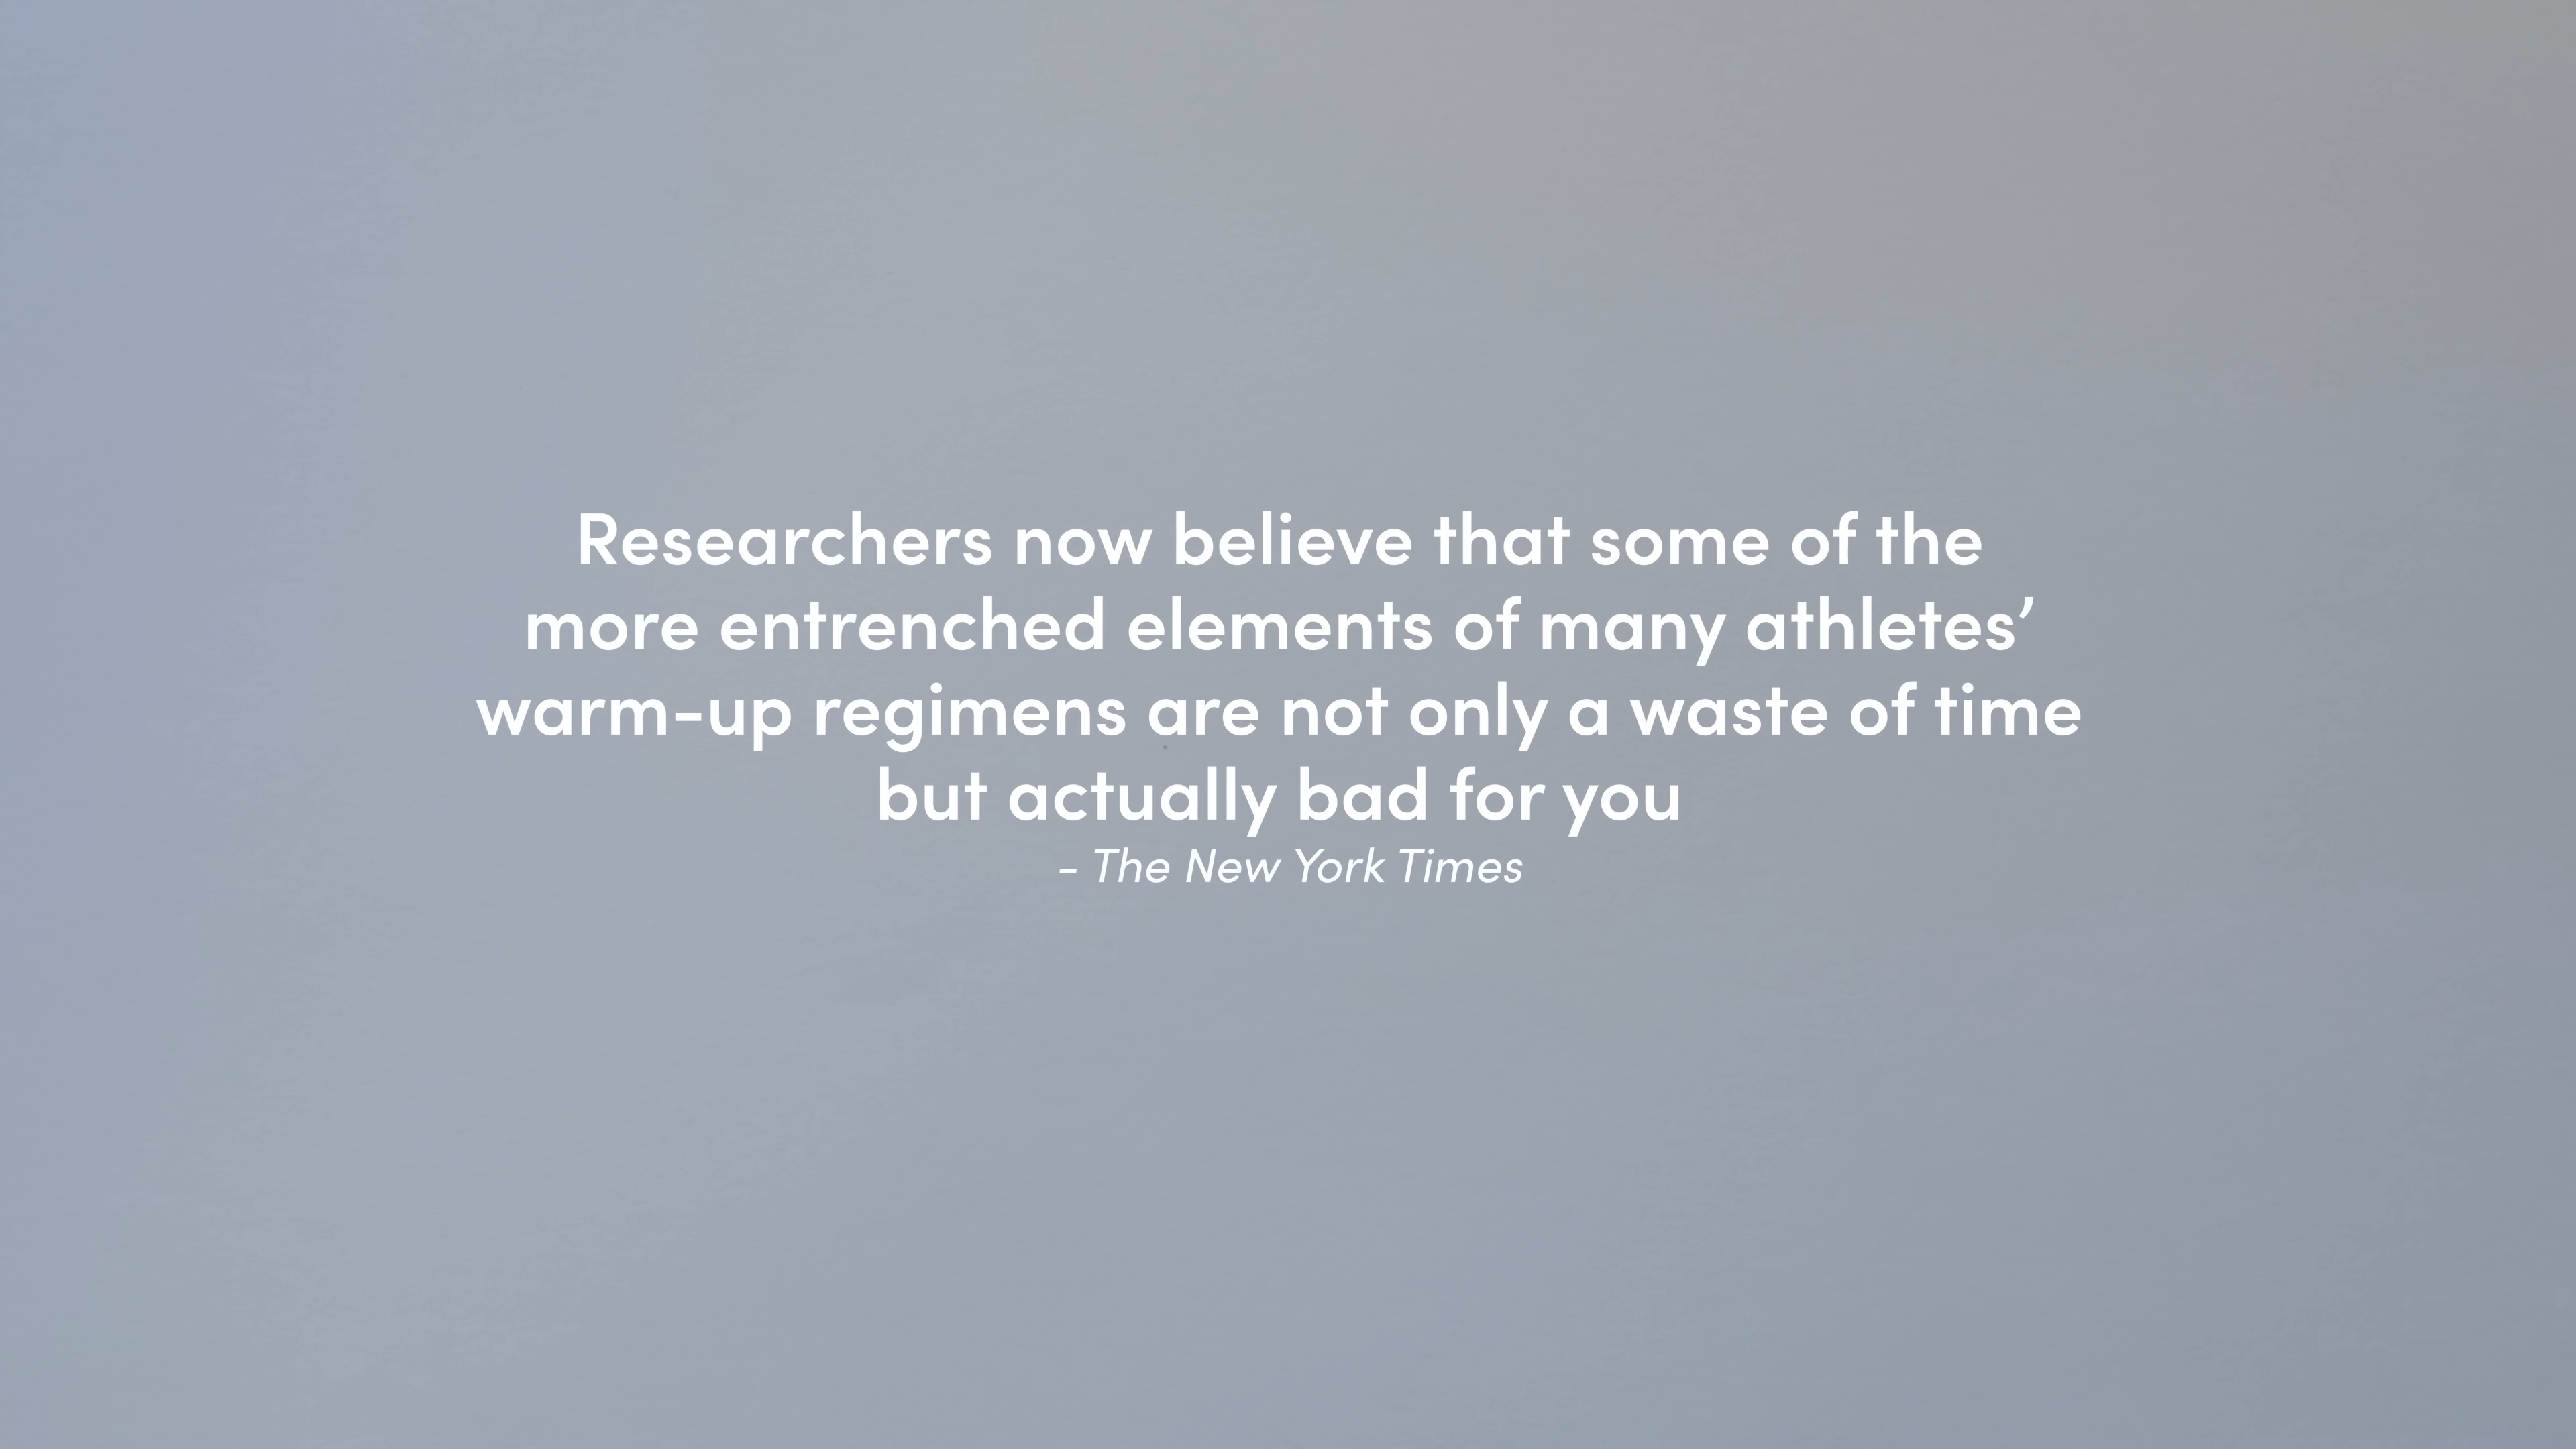 Researchers now believe that some of the
more entrenched elements of many athletes’
warm-up regimens are not only a waste of time
but actually bad for you
- The New York Times